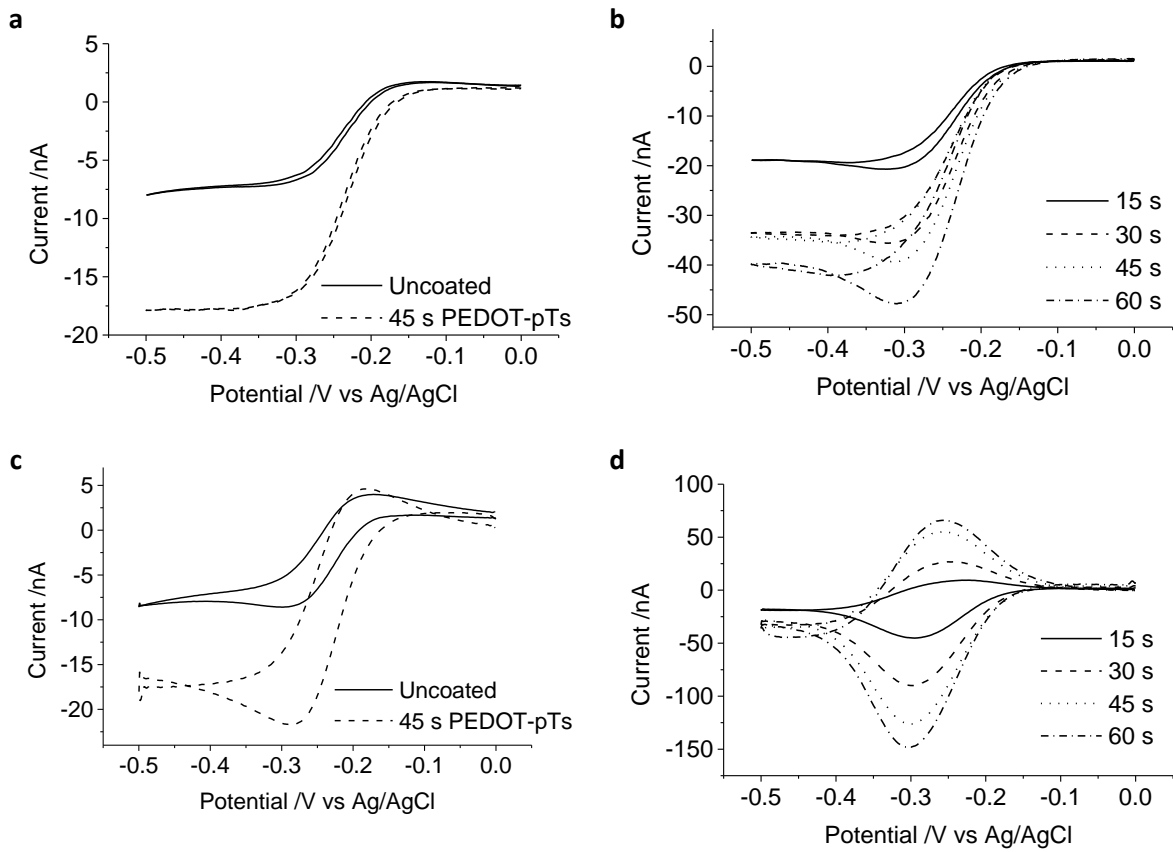 a
5
0
-5
-10
-15
-20
Current /nA
Uncoated
45 s PEDOT-pTs
-0.5 -0.4 -0.3 -0.2 -0.1 0.0
Potential /V vs Ag/AgCl
b
0
-10
-20
-30
-40
-50
Current /nA
15 s
30 s
45 s
60 s
-0.5 -0.4 -0.3 -0.2 -0.1 0.0
Potential /V vs Ag/AgCl
c
5
0
-5
-10
-15
-20
Current /nA
Uncoated
45 s PEDOT-pTs
-0.5 -0.4 -0.3 -0.2 -0.1 0.0
Potential /V vs Ag/AgCl
d
100
50
0
-50
-100
-150
Current /nA
15 s
30 s
45 s
60 s
-0.5 -0.4 -0.3 -0.2 -0.1 0.0
Potential /V vs Ag/AgCl